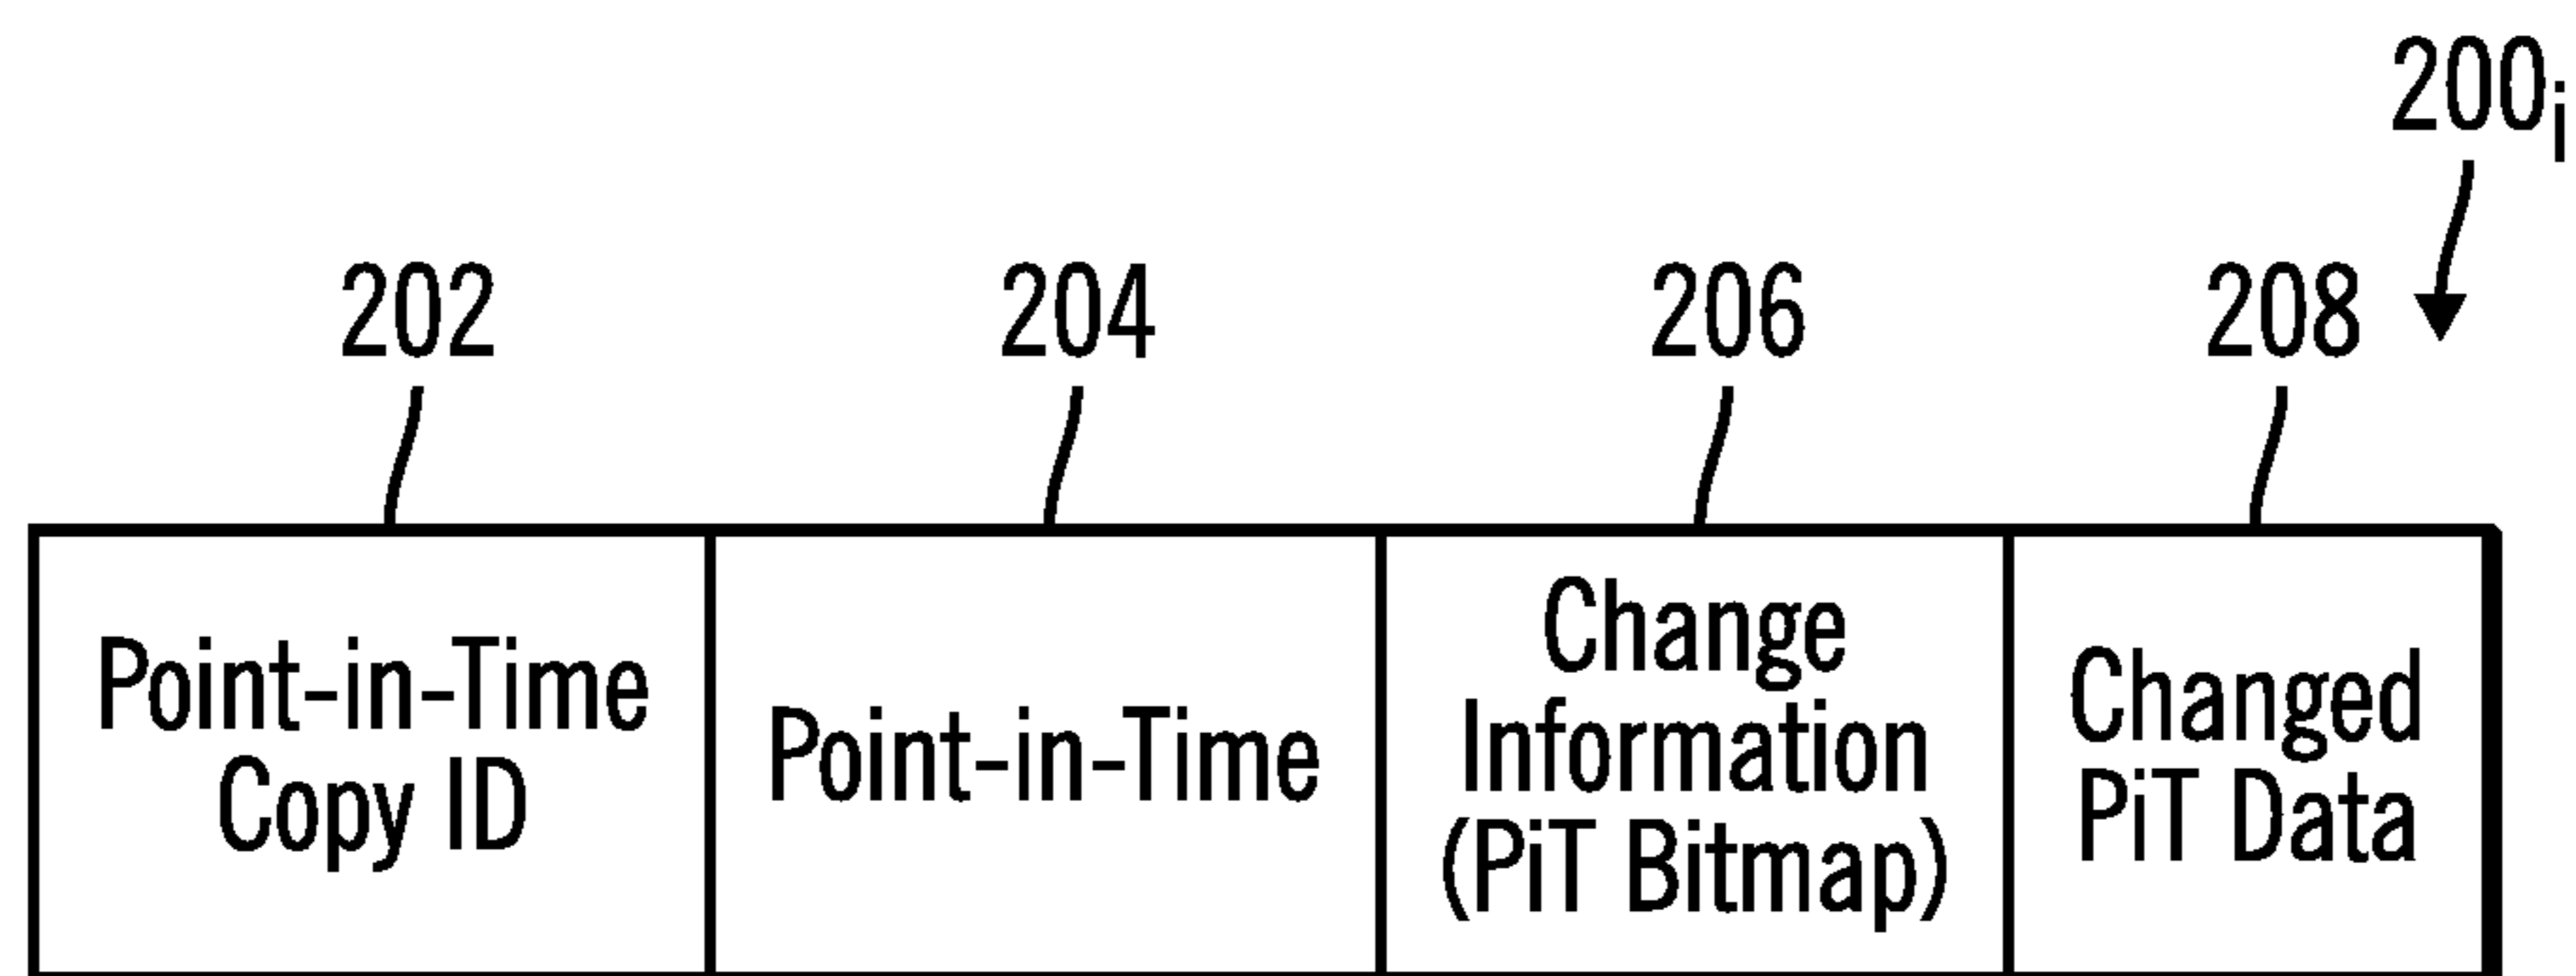 200i
202 204 206 208
Point-in-Time
Copy ID
Point-in-Time
Change
Information
(PiT Bitmap)
Changed
PiT Data